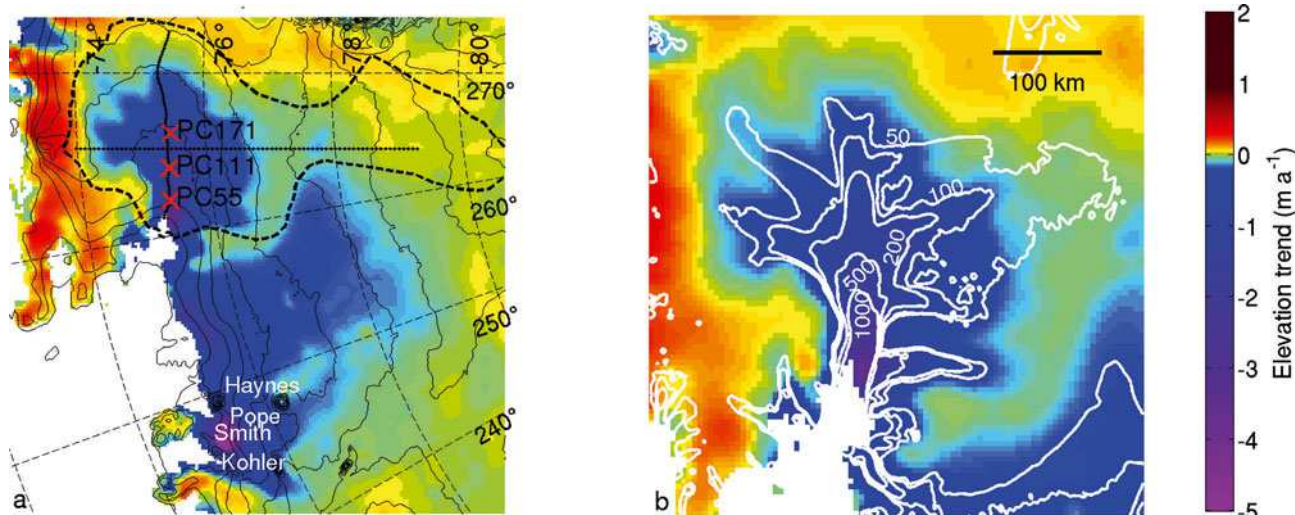 -74°
-76°
-78
-80°
270°
PC171
PC111
PC55
260°
250°
Haynes
Pope
Smith
Kohler
240°
a
100 km
50
100
200
500
1000
b
2
1
0
-1
-2
-3
-4
-5
Elevation trend (m a⁻¹)